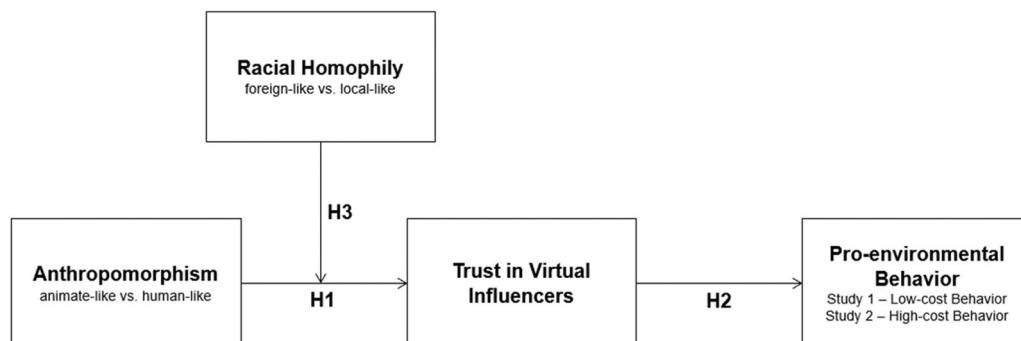 Racial Homophily
foreign-like vs. local-like
H3
Anthropomorphism
animate-like vs. human-like
H1
Trust in Virtual
Influencers
H2
Pro-environmental
Behavior
Study 1 – Low-cost Behavior
Study 2 – High-cost Behavior